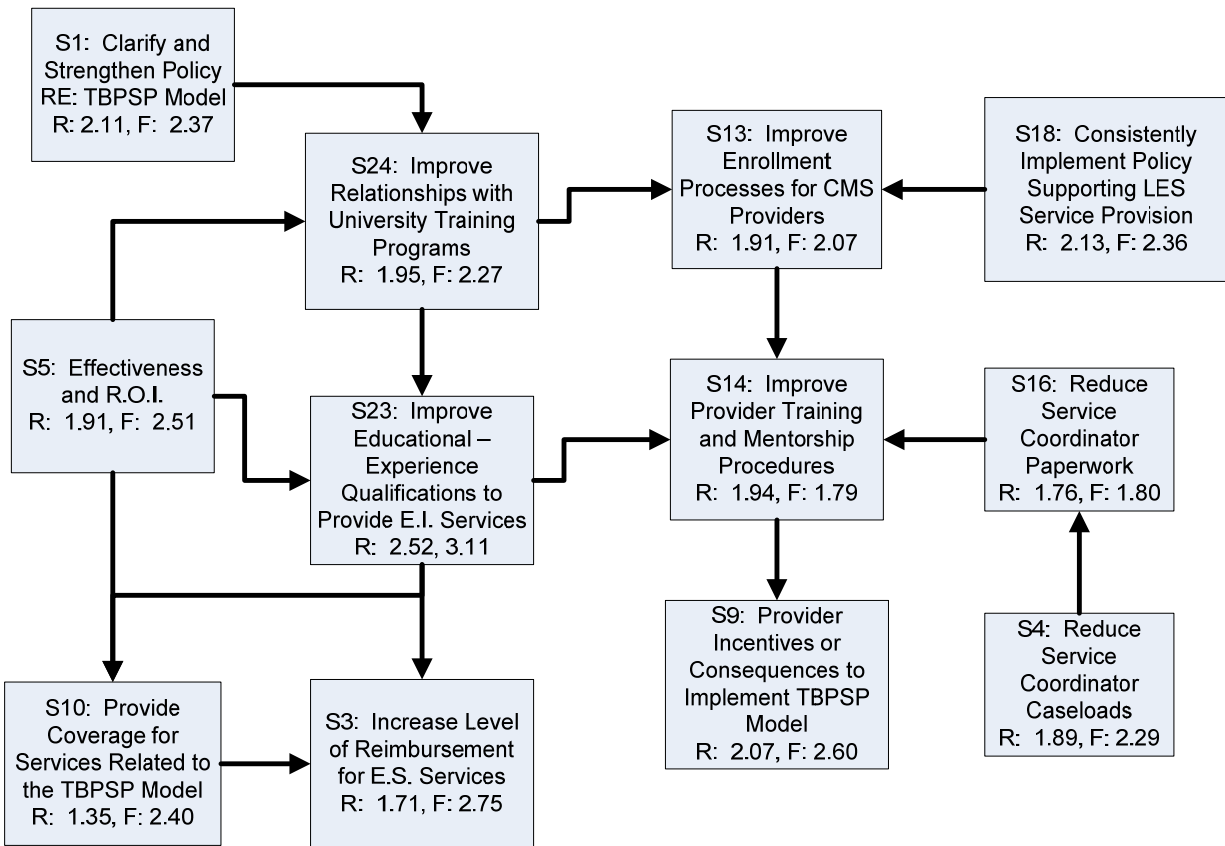 S1: Clarify and
Strengthen Policy
RE: TBPSP Model
R: 2.11, F: 2.37
S24: Improve
Relationships with
University Training
Programs
R: 1.95, F: 2.27
S13: Improve
Enrollment
Processes for CMS
Providers
R: 1.91, F: 2.07
S18: Consistently
Implement Policy
Supporting LES
Service Provision
R: 2.13, F: 2.36
S5: Effectiveness
and R.O.I.
R: 1.91, F: 2.51
S23: Improve
Educational –
Experience
Qualifications to
Provide E.I. Services
R: 2.52, 3.11
S14: Improve
Provider Training
and Mentorship
Procedures
R: 1.94, F: 1.79
S16: Reduce
Service
Coordinator
Paperwork
R: 1.76, F: 1.80
S10: Provide
Coverage for
Services Related to
the TBPSP Model
R: 1.35, F: 2.40
S3: Increase Level
of Reimbursement
for E.S. Services
R: 1.71, F: 2.75
S9: Provider
Incentives or
Consequences to
Implement TBPSP
Model
R: 2.07, F: 2.60
S4: Reduce
Service
Coordinator
Caseloads
R: 1.89, F: 2.29